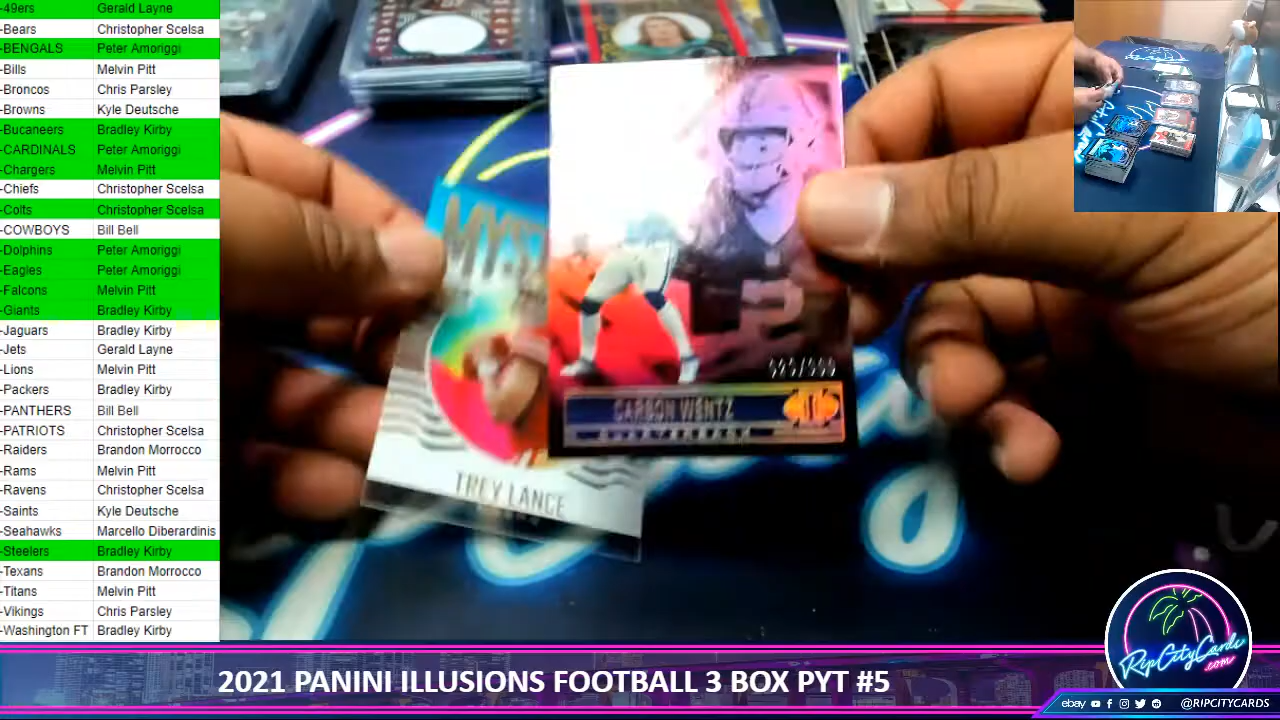 -49ers Gerald Layne
-Bears Christopher Scelsa
-BENGALS Peter Amoriggi
-Bills Melvin Pitt
-Broncos Chris Parsley
-Browns Kyle Deutsche
-Bucaneers Bradley Kirby
-CARDINALS Peter Amoriggi
-Chargers Melvin Pitt
-Chiefs Christopher Scelsa
-Colts Christopher Scelsa
-COWBOYS Bill Bell
-Dolphins Peter Amoriggi
-Eagles Peter Amoriggi
-Falcons Melvin Pitt
-Giants Bradley Kirby
-Jaguars Bradley Kirby
-Jets Gerald Layne
-Lions Melvin Pitt
-Packers Bradley Kirby
-PANTHERS Bill Bell
-PATRIOTS Christopher Scelsa
-Raiders Brandon Morrocco
-Rams Melvin Pitt
-Ravens Christopher Scelsa
-Saints Kyle Deutsche
-Seahawks Marcello Diberardinis
-Steelers Bradley Kirby
-Texans Brandon Morrocco
-Titans Melvin Pitt
-Vikings Chris Parsley
-Washington FT Bradley Kirby
MYST
TREY LANCE
CARSON WENTZ
QUARTERBACK
RipCityCards
.com
2021 PANINI ILLUSIONS FOOTBALL 3 BOX PYT #5
ebay @RIPCITYCARDS